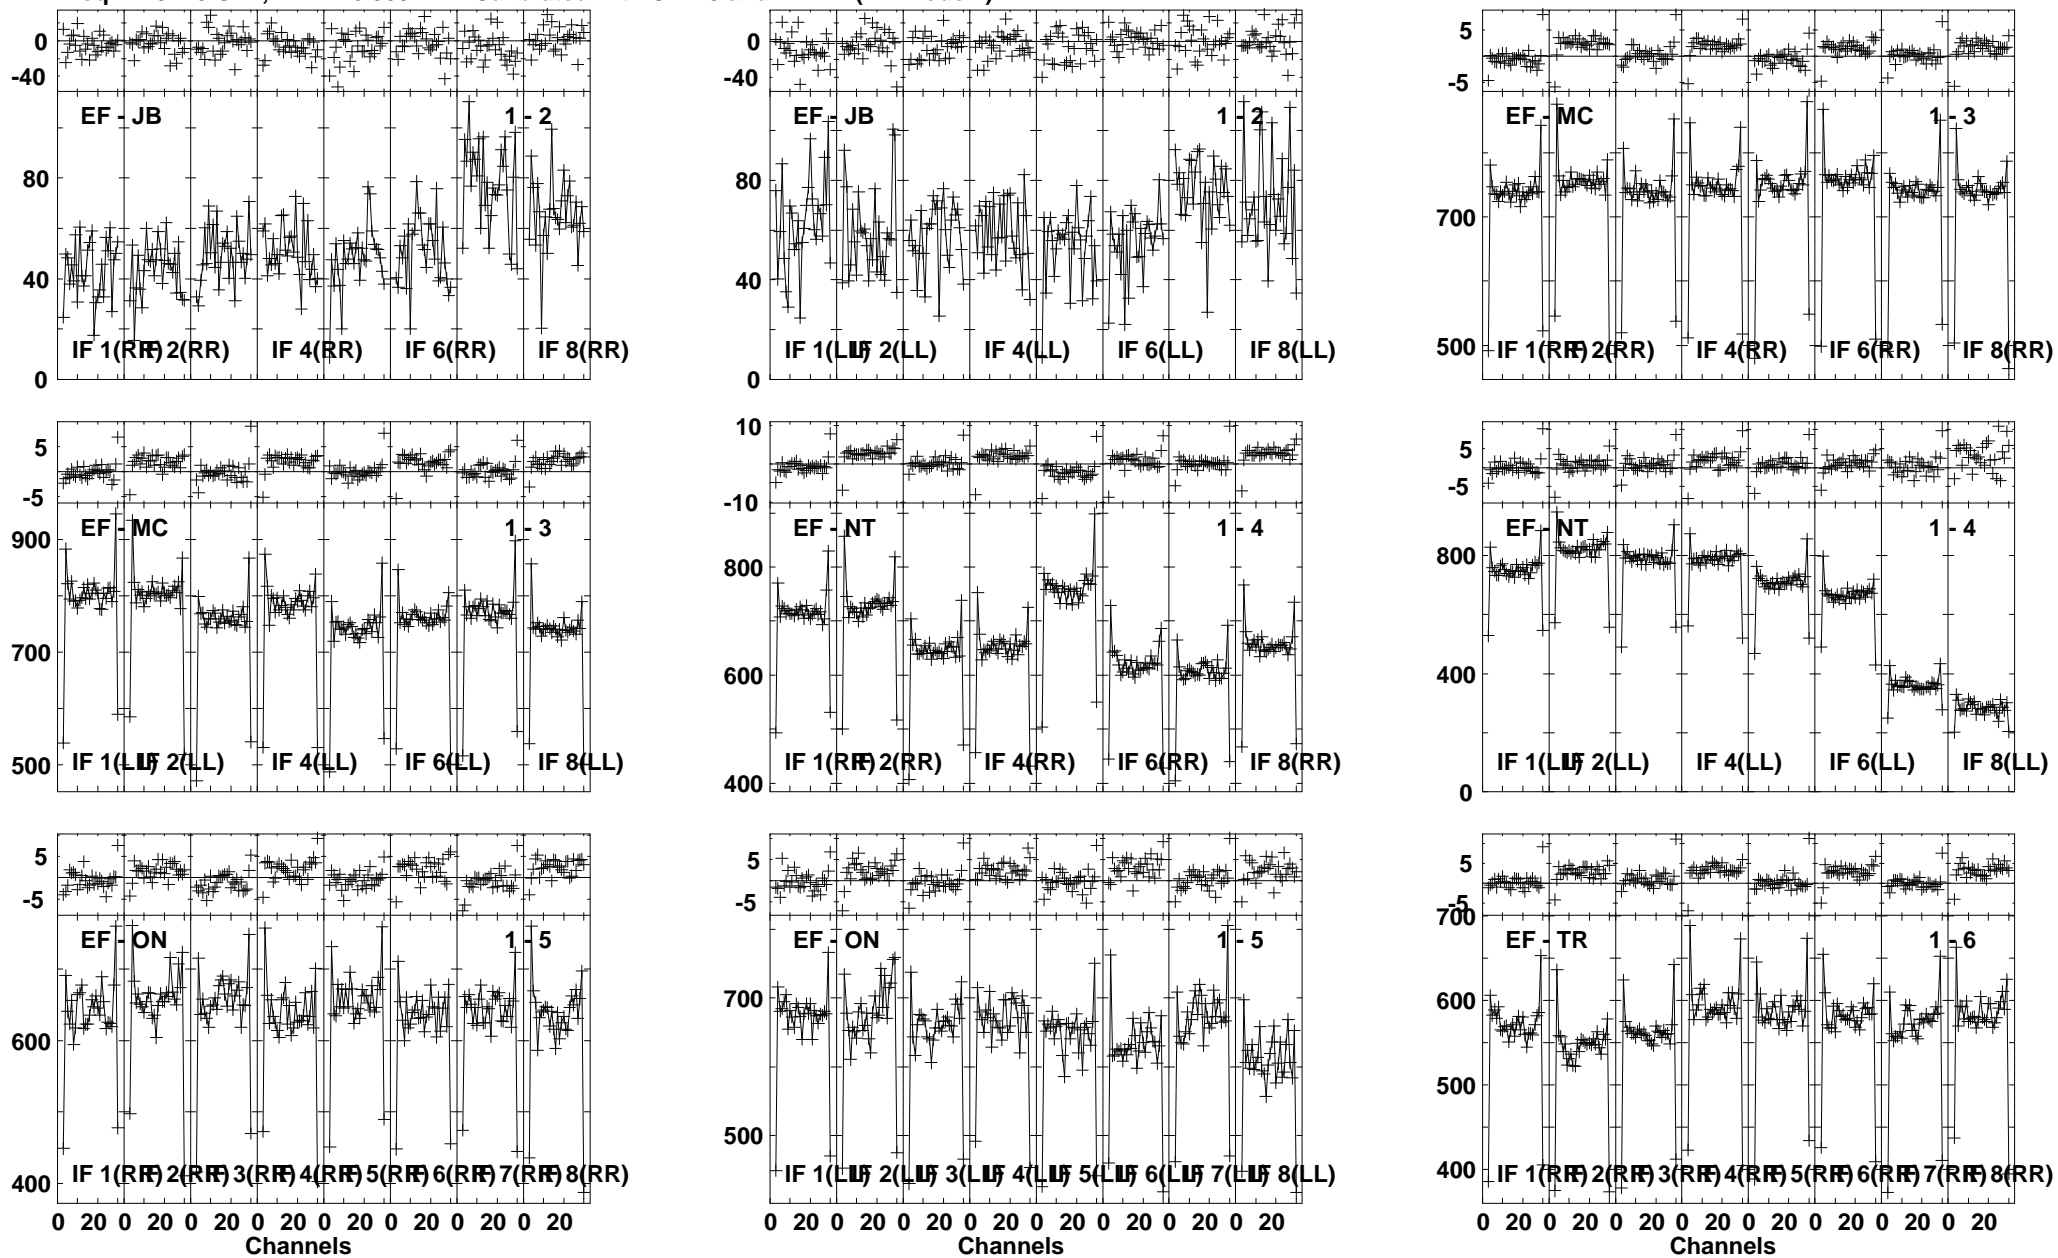 0
-40
EF - JB 1 - 2
80
40
0
IF 1(RR) IF 2(RR) IF 4(RR) IF 6(RR) IF 8(RR)
0
-40
EF - JB 1 - 2
80
40
0
IF 1(LL) IF 2(LL) IF 4(LL) IF 6(LL) IF 8(LL)
5
-5
EF - MC 1 - 3
700
500
IF 1(RR) IF 2(RR) IF 4(RR) IF 6(RR) IF 8(RR)
5
-5
EF - MC 1 - 3
900
700
500
IF 1(LL) IF 2(LL) IF 4(LL) IF 6(LL) IF 8(LL)
10
-10
EF - NT 1 - 4
800
600
400
IF 1(RR) IF 2(RR) IF 4(RR) IF 6(RR) IF 8(RR)
5
-5
EF - NT 1 - 4
800
400
0
IF 1(LL) IF 2(LL) IF 4(LL) IF 6(LL) IF 8(LL)
5
-5
EF - ON 1 - 5
600
400
IF 1(RR) IF 2(RR) IF 3(RR) IF 4(RR) IF 5(RR) IF 6(RR) IF 7(RR) IF 8(RR)
0 20 0 20 0 20 0 20 0 20 0 20 0 20 0 20
Channels
5
-5
EF - ON 1 - 5
700
500
IF 1(LL) IF 2(LL) IF 3(LL) IF 4(LL) IF 5(LL) IF 6(LL) IF 7(LL) IF 8(LL)
0 20 0 20 0 20 0 20 0 20 0 20 0 20 0 20
Channels
5
-5
EF - TR 1 - 6
700
600
500
400
IF 1(RR) IF 2(RR) IF 3(RR) IF 4(RR) IF 5(RR) IF 6(RR) IF 7(RR) IF 8(RR)
0 20 0 20 0 20 0 20 0 20 0 20 0 20 0 20
Channels